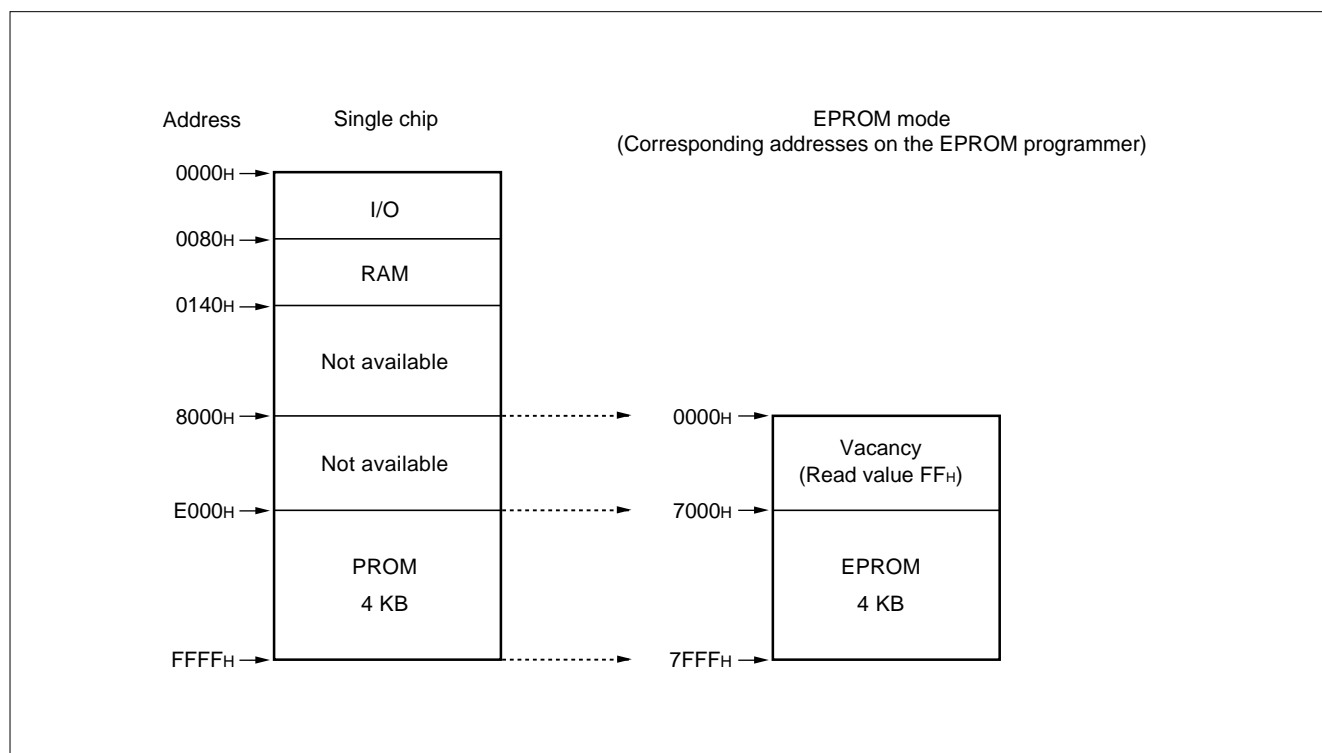 Address
Single chip
EPROM mode
(Corresponding addresses on the EPROM programmer)
0000H
I/O
0080H
RAM
0140H
Not available
8000H
0000H
Not available
Vacancy
(Read value FFH)
E000H
7000H
PROM
4 KB
EPROM
4 KB
FFFFH
7FFFH